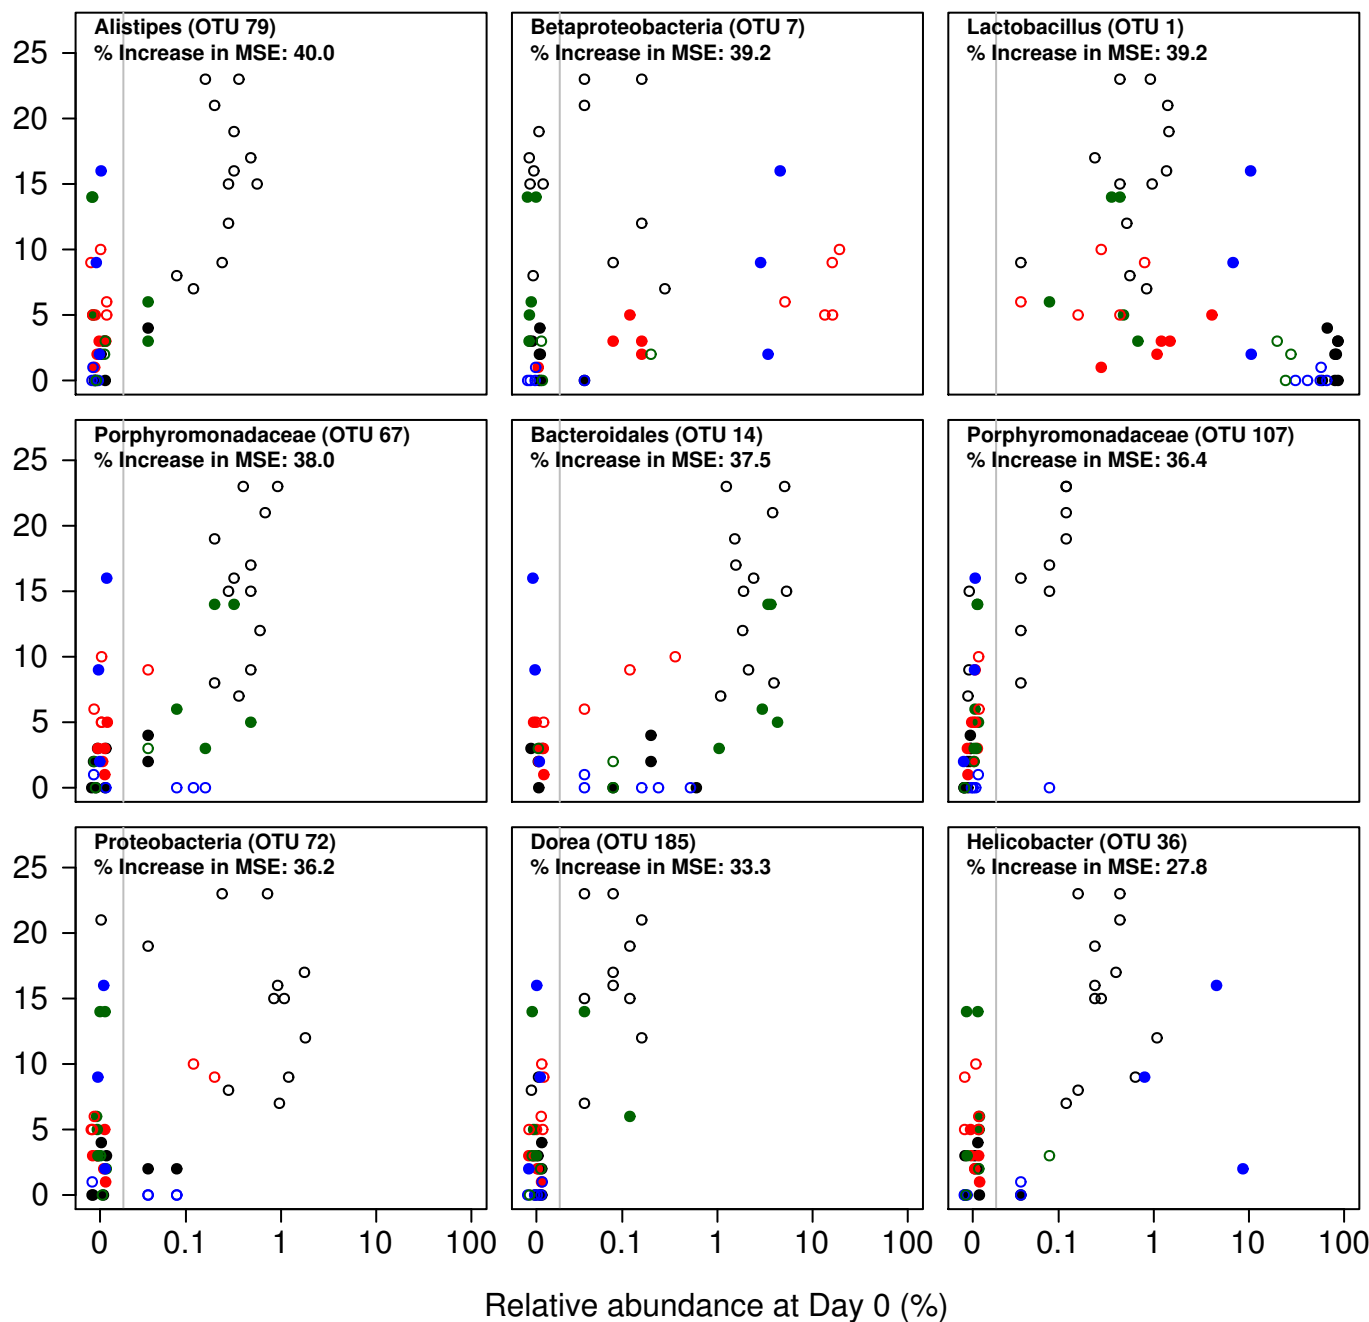 Alistipes (OTU 79)
% Increase in MSE: 40.0
Betaproteobacteria (OTU 7)
% Increase in MSE: 39.2
Lactobacillus (OTU 1)
% Increase in MSE: 39.2
25
20
15
10
5
0
Porphyromonadaceae (OTU 67)
% Increase in MSE: 38.0
Bacteroidales (OTU 14)
% Increase in MSE: 37.5
Porphyromonadaceae (OTU 107)
% Increase in MSE: 36.4
25
20
15
10
5
0
Proteobacteria (OTU 72)
% Increase in MSE: 36.2
Dorea (OTU 185)
% Increase in MSE: 33.3
Helicobacter (OTU 36)
% Increase in MSE: 27.8
25
20
15
10
5
0
0 0.1 1 10 100
0 0.1 1 10 100
0 0.1 1 10 100
Relative abundance at Day 0 (%)